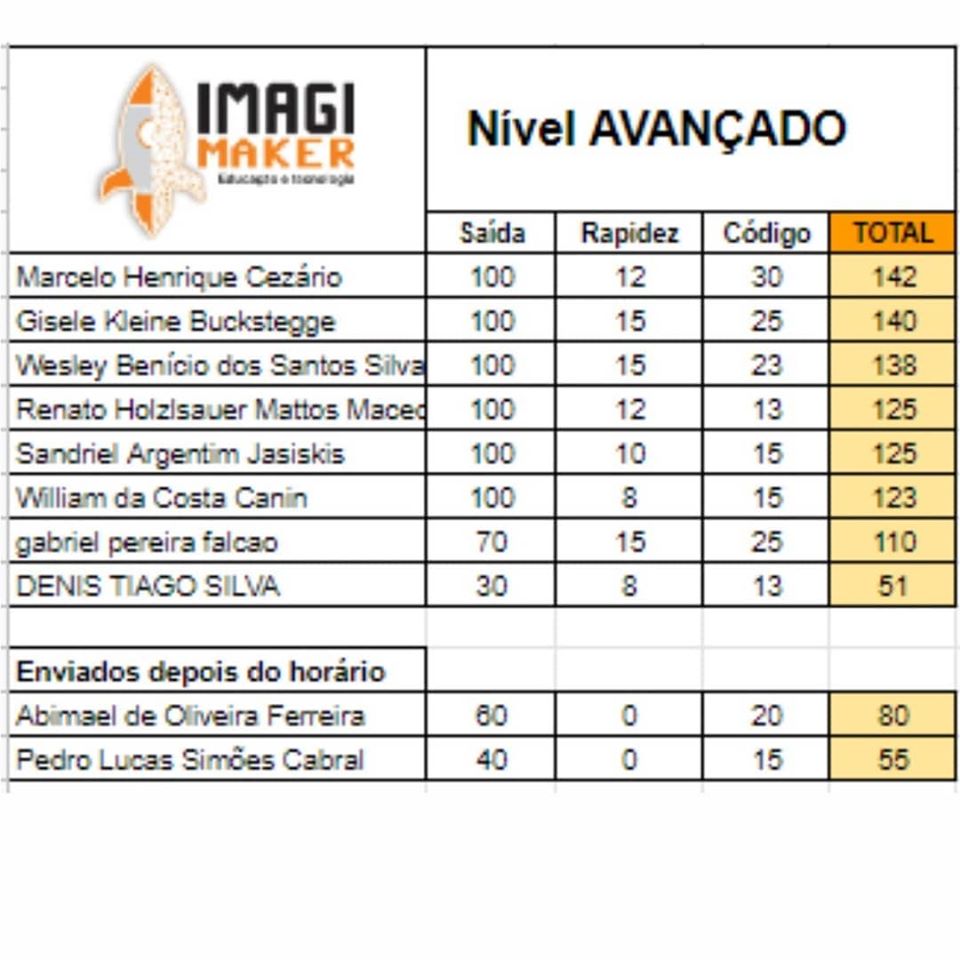 IMAGI
MAKER
Educação e tecnologia
Nível AVANÇADO
Saída Rapidez Código TOTAL
Marcelo Henrique Cezário 100 12 30 142
Gisele Kleine Buckstegge 100 15 25 140
Wesley Benício dos Santos Silva 100 15 23 138
Renato Holzlsauer Mattos Macec 100 12 13 125
Sandriel Argentim Jasiskis 100 10 15 125
William da Costa Canin 100 8 15 123
gabriel pereira falcao 70 15 25 110
DENIS TIAGO SILVA 30 8 13 51
Enviados depois do horário
Abimael de Oliveira Ferreira 60 0 20 80
Pedro Lucas Simões Cabral 40 0 15 55